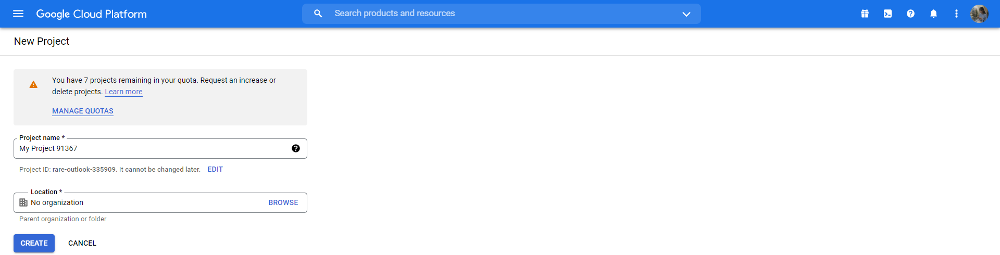 Google Cloud Platform
Search products and resources
New Project
You have 7 projects remaining in your quota. Request an increase or
delete projects. Learn more
MANAGE QUOTAS
Project name *
My Project 91367
Project ID: rare-outlook-335909. It cannot be changed later. EDIT
Location *
No organization BROWSE
Parent organization or folder
CREATE CANCEL